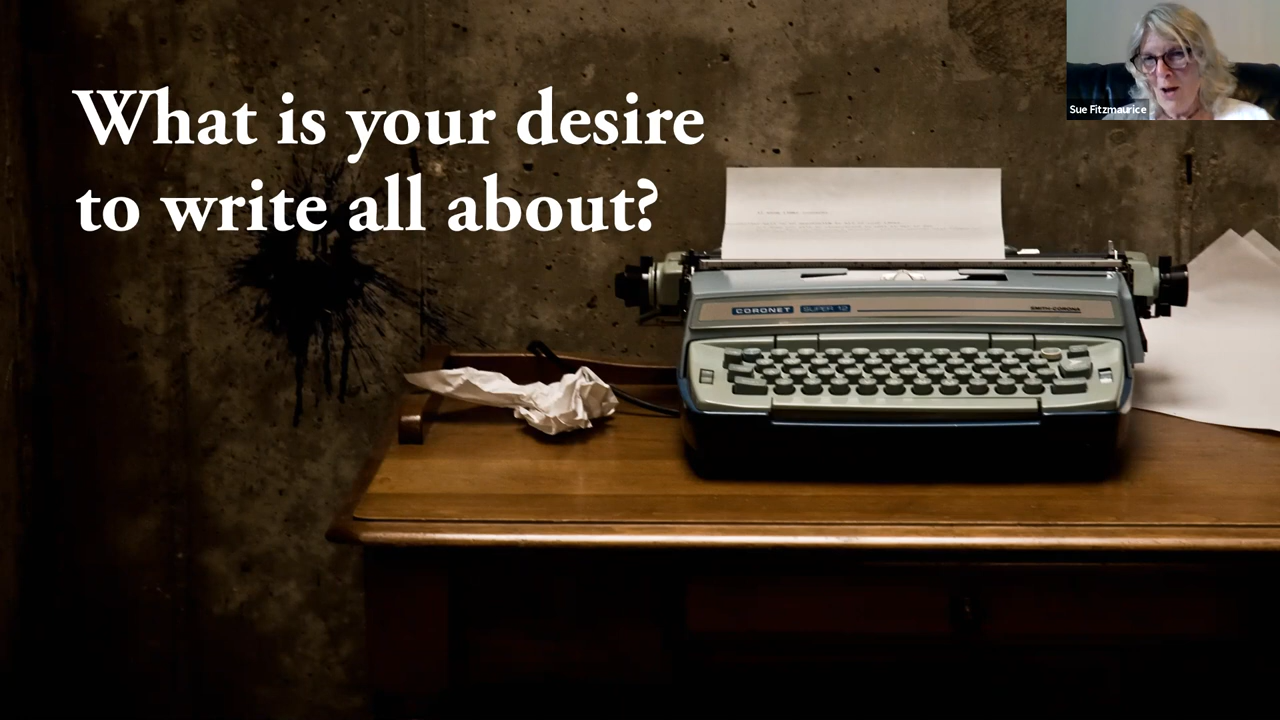 What is your desire
to write all about?
Sue Fitzmaurice
CORONET SUPER 12
SMITH-CORONA